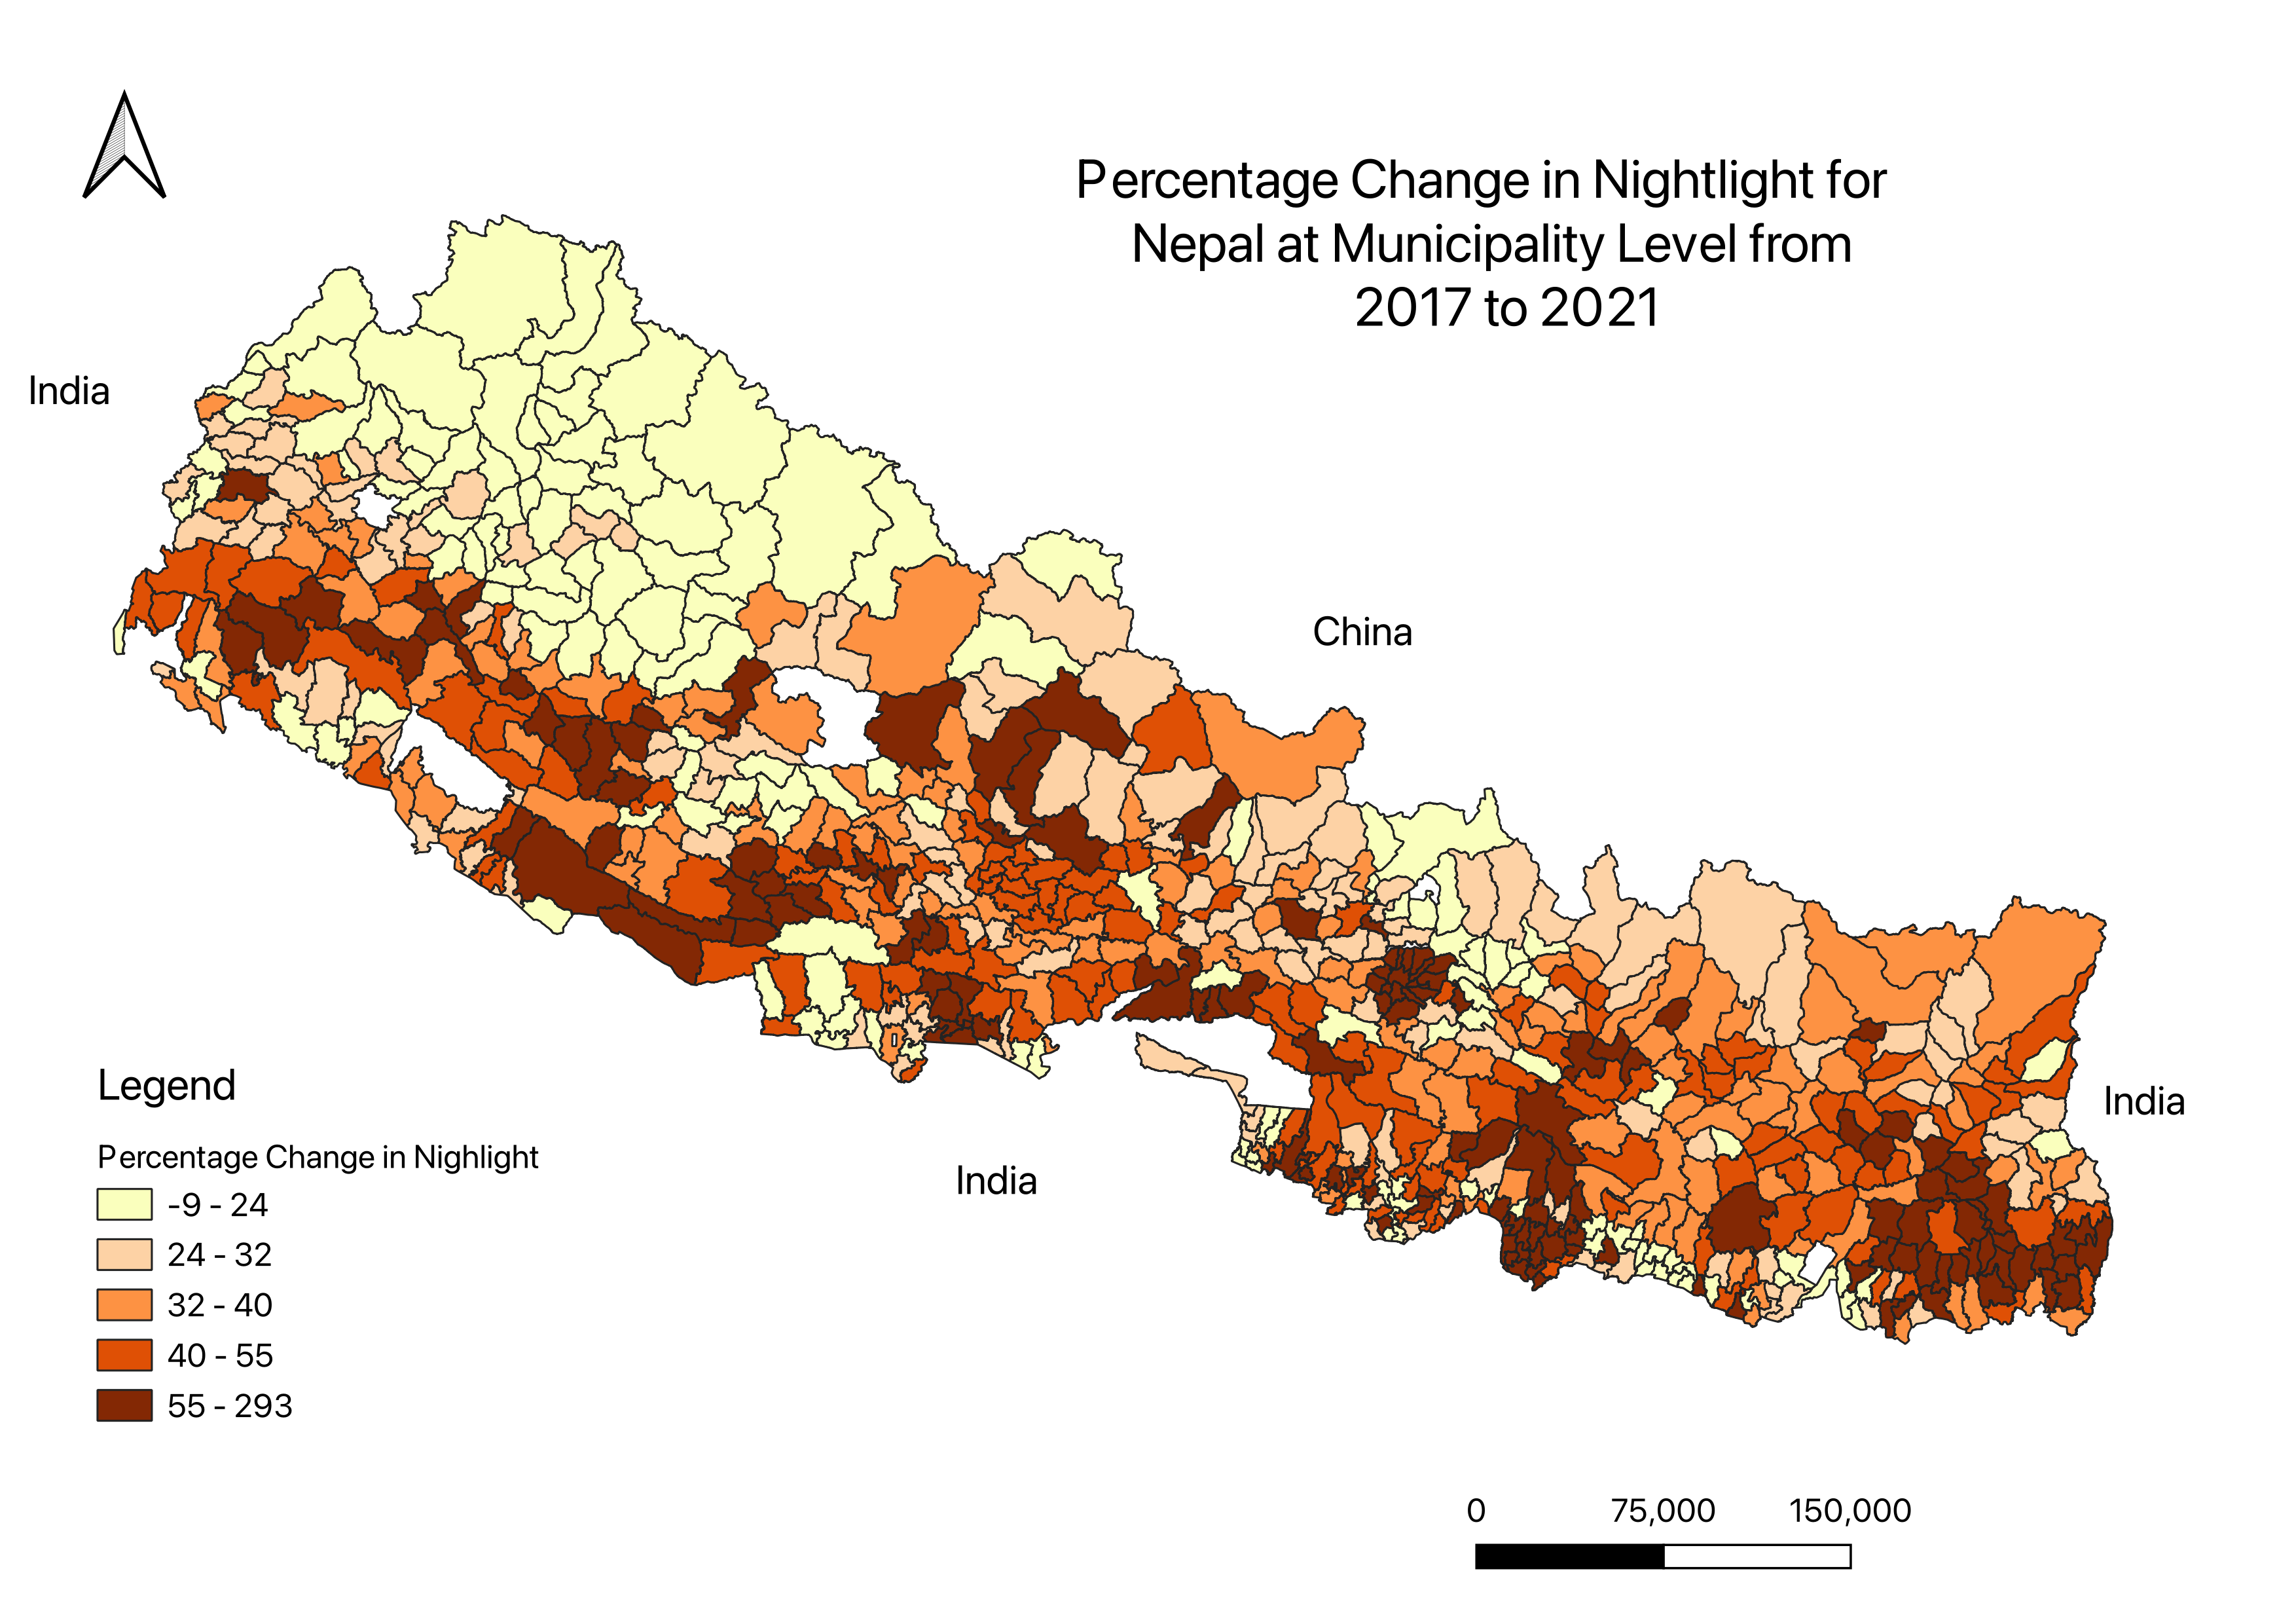 Percentage Change in Nightlight for
Nepal at Municipality Level from
2017 to 2021
India
China
India
India
Legend
Percentage Change in Nighlight
-9 - 24
24 - 32
32 - 40
40 - 55
55 - 293
0 75,000 150,000